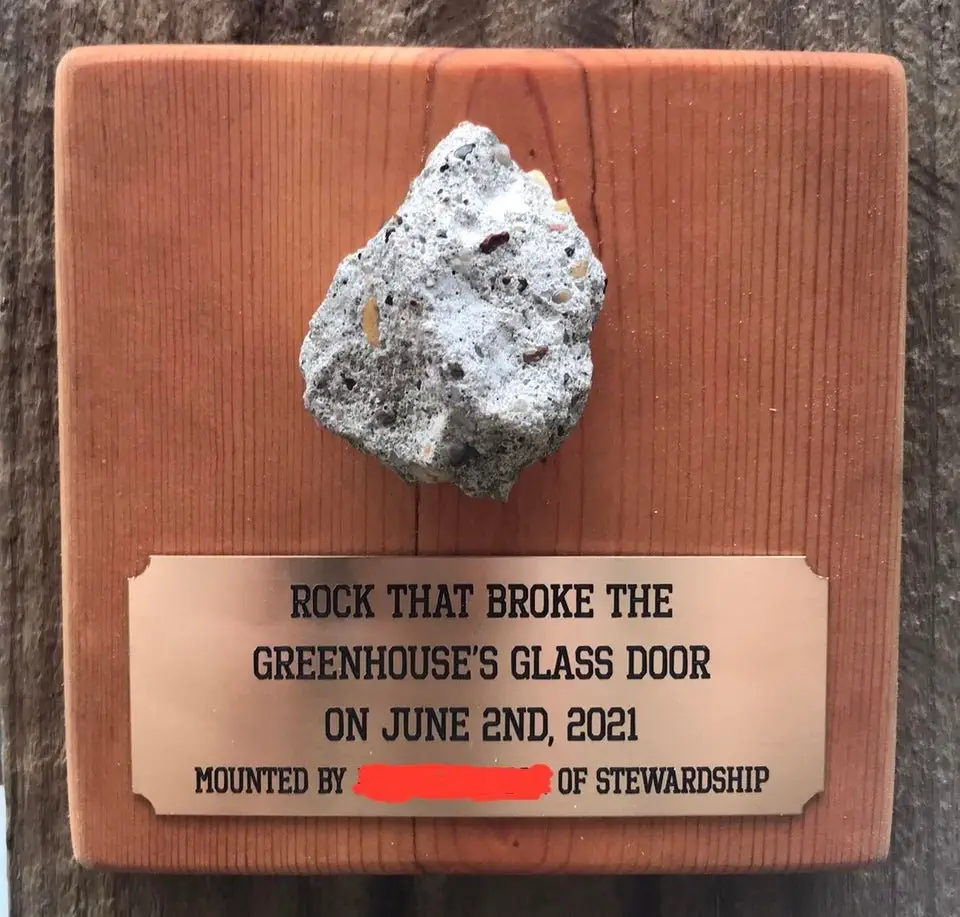 ROCK THAT BROKE THE
GREENHOUSE'S GLASS DOOR
ON JUNE 2ND, 2021
MOUNTED BY OF STEWARDSHIP